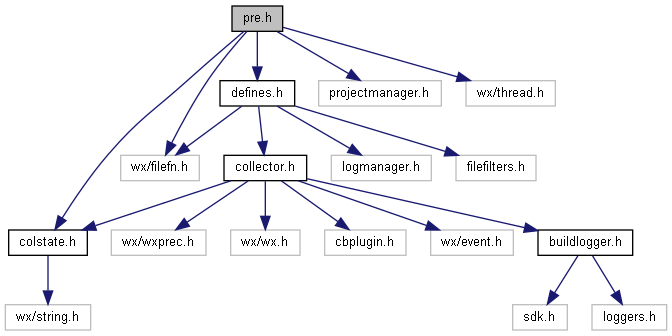 pre.h
defines.h
projectmanager.h
wx/thread.h
wx/filefn.h
collector.h
logmanager.h
filefilters.h
colstate.h
wx/wxprec.h
wx/wx.h
cbplugin.h
wx/event.h
buildlogger.h
wx/string.h
sdk.h
loggers.h